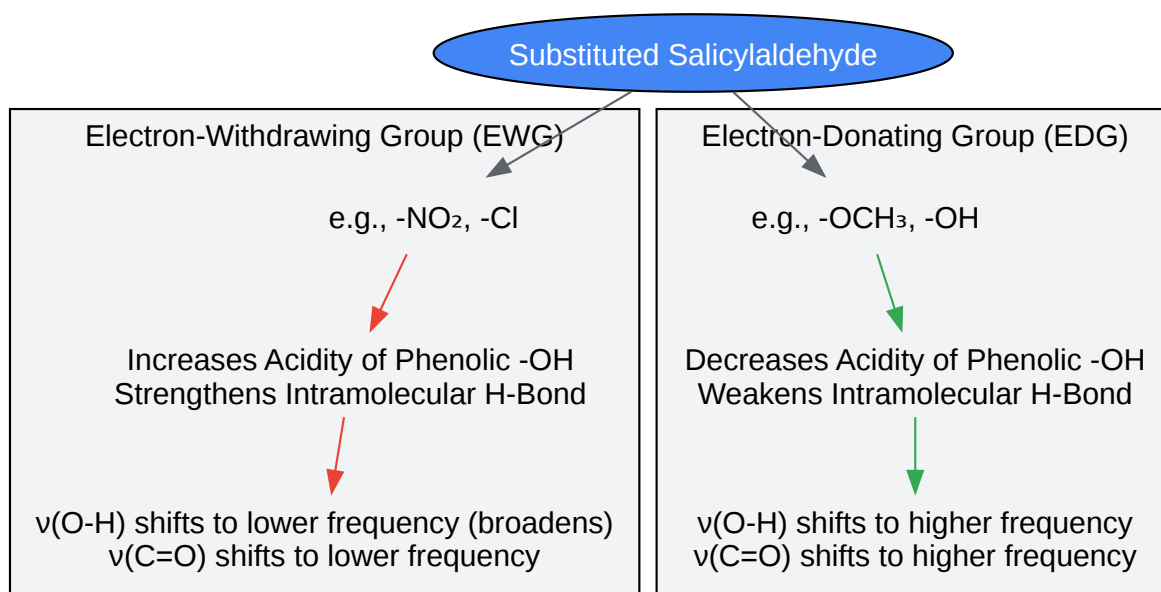 Substituted Salicylaldehyde
Electron-Withdrawing Group (EWG)
e.g., -NO₂, -Cl
Increases Acidity of Phenolic -OH
Strengthens Intramolecular H-Bond
ν(O-H) shifts to lower frequency (broadens)
ν(C=O) shifts to lower frequency
Electron-Donating Group (EDG)
e.g., -OCH₃, -OH
Decreases Acidity of Phenolic -OH
Weakens Intramolecular H-Bond
ν(O-H) shifts to higher frequency
ν(C=O) shifts to higher frequency